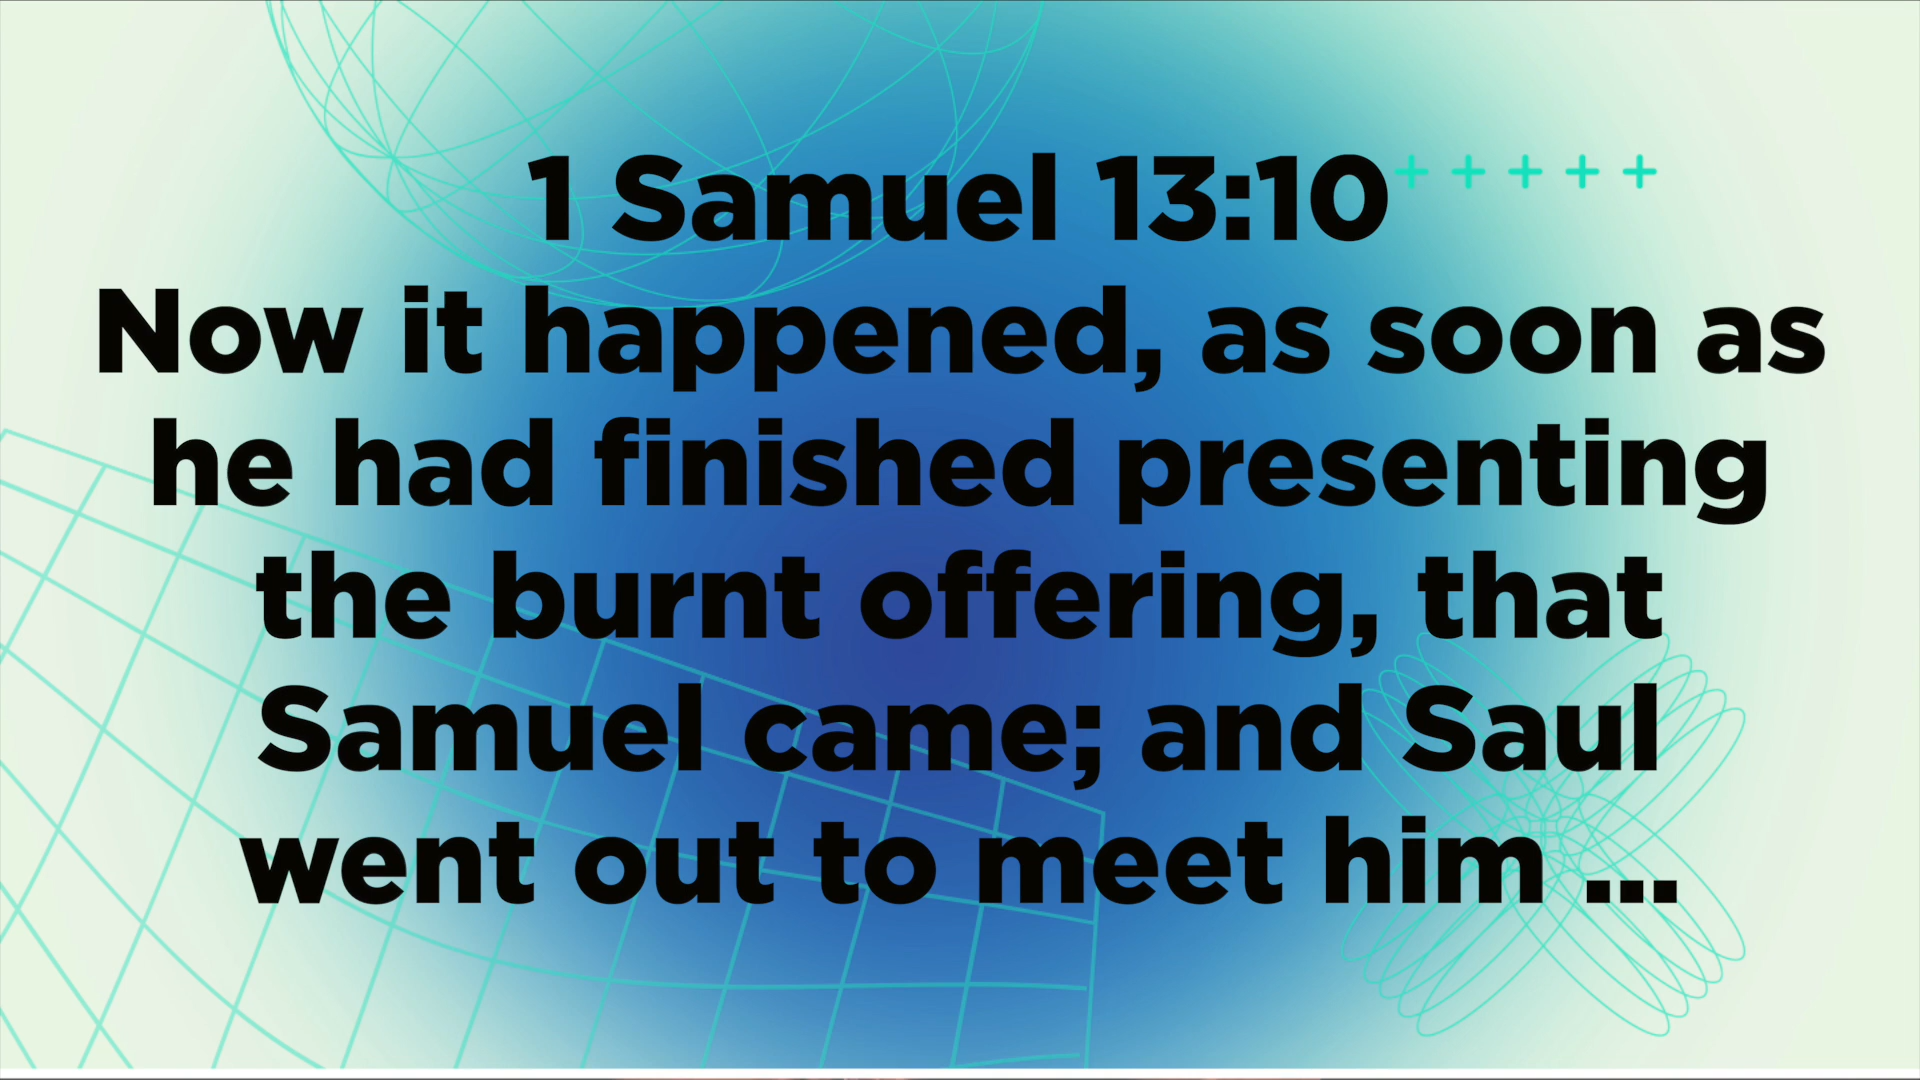 1 Samuel 13:10
Now it happened, as soon as
he had finished presenting
the burnt offering, that
Samuel came; and Saul
went out to meet him ...